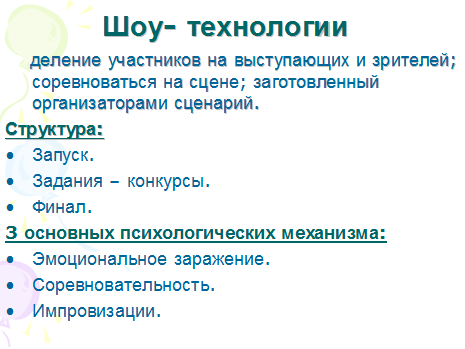 Шоу- технологии
деление участников на выступающих и зрителей;
соревноваться на сцене; заготовленный
организаторами сценарий.
Структура:
• Запуск.
• Задания – конкурсы.
• Финал.
3 основных психологических механизма:
• Эмоциональное заражение.
• Соревновательность.
• Импровизации.